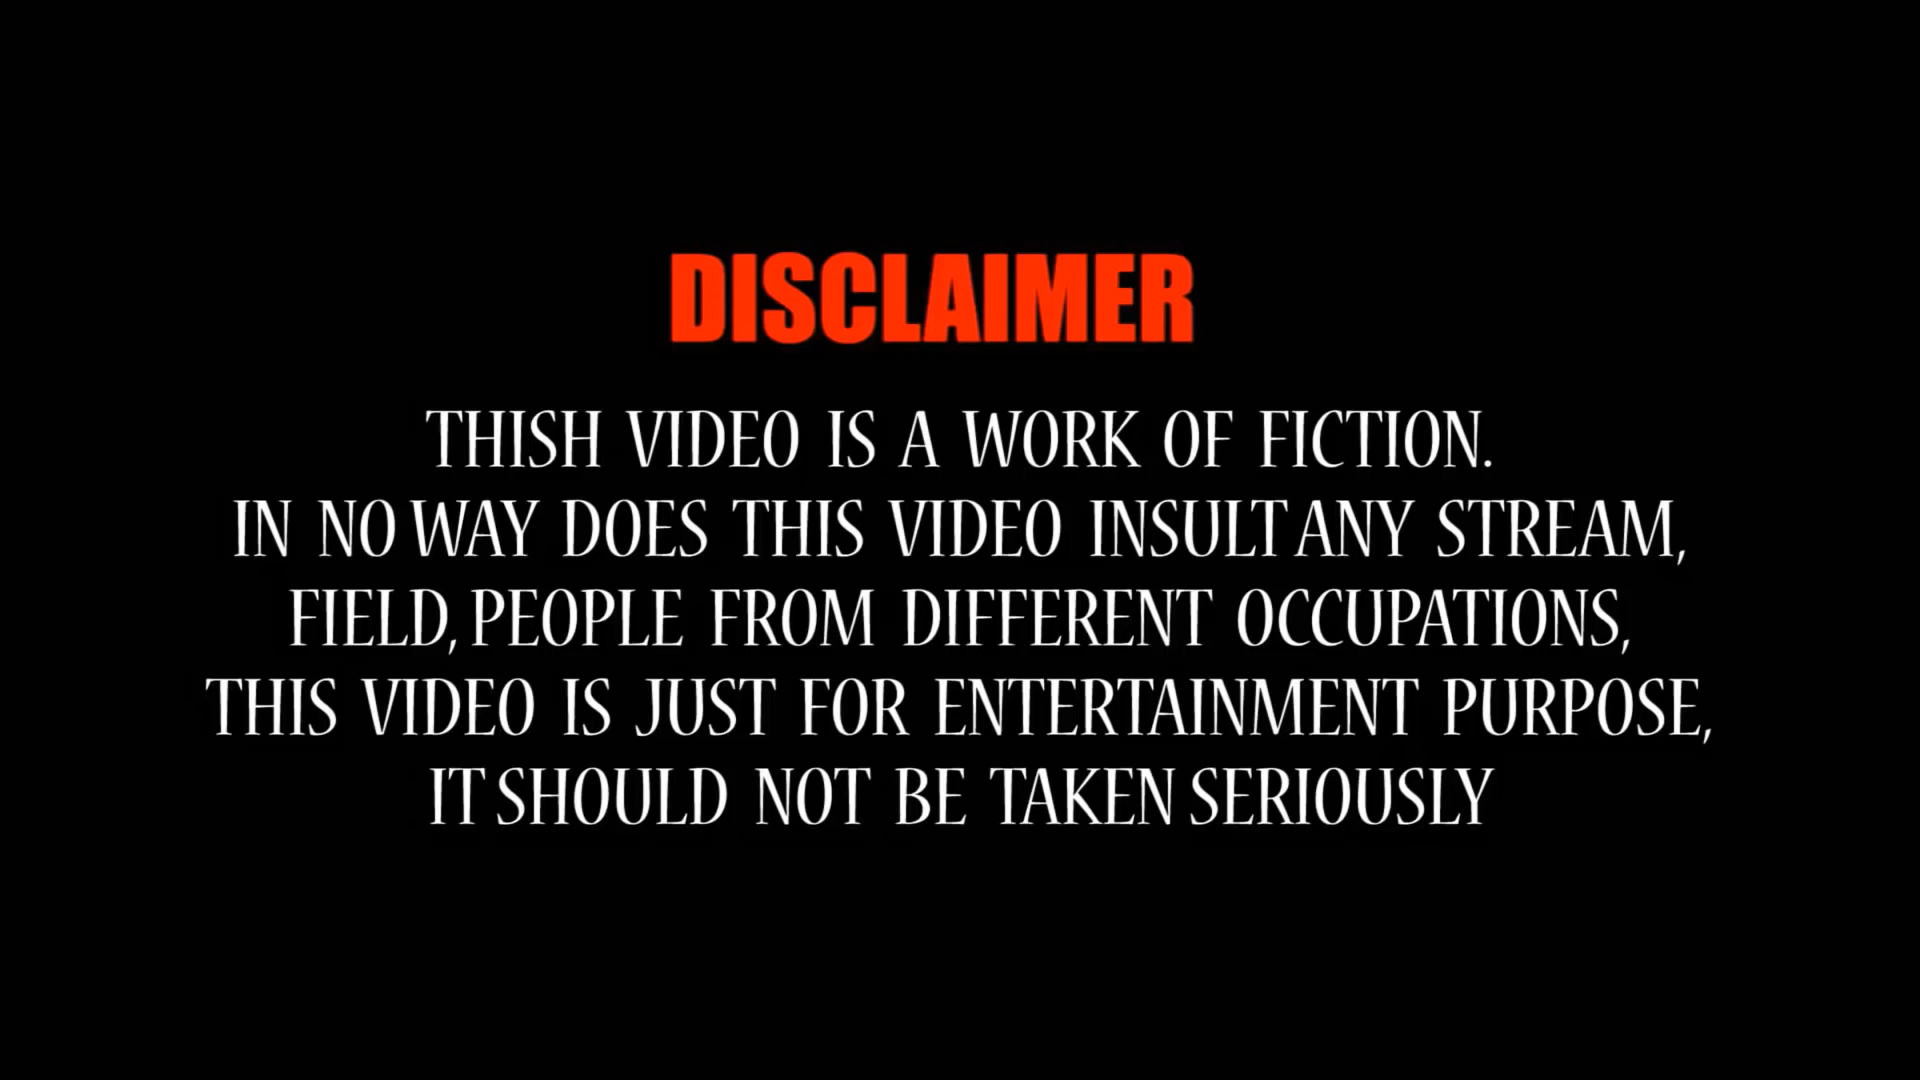 DISCLAIMER
THISH VIDEO IS A WORK OF FICTION.
IN NO WAY DOES THIS VIDEO INSULT ANY STREAM,
FIELD, PEOPLE FROM DIFFERENT OCCUPATIONS,
THIS VIDEO IS JUST FOR ENTERTAINMENT PURPOSE,
IT SHOULD NOT BE TAKEN SERIOUSLY